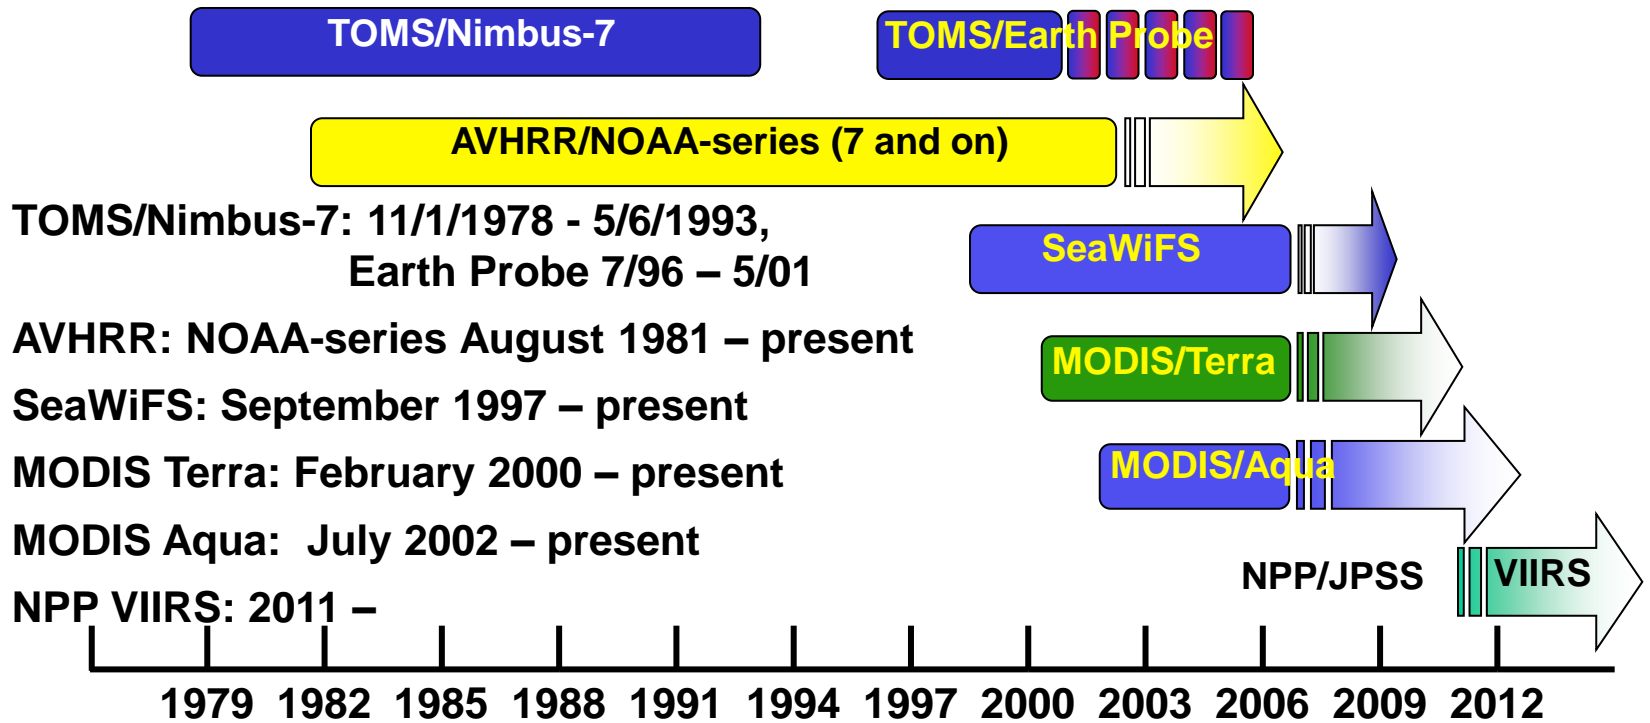 TOMS/Nimbus-7
TOMS/Earth Probe
AVHRR/NOAA-series (7 and on)
TOMS/Nimbus-7: 11/1/1978 - 5/6/1993,
Earth Probe 7/96 – 5/01
SeaWiFS
AVHRR: NOAA-series August 1981 – present
MODIS/Terra
SeaWiFS: September 1997 – present
MODIS Terra: February 2000 – present
MODIS/Aqua
MODIS Aqua: July 2002 – present
NPP/JPSS
VIIRS
NPP VIIRS: 2011 –
1979 1982 1985 1988 1991 1994 1997 2000 2003 2006 2009 2012